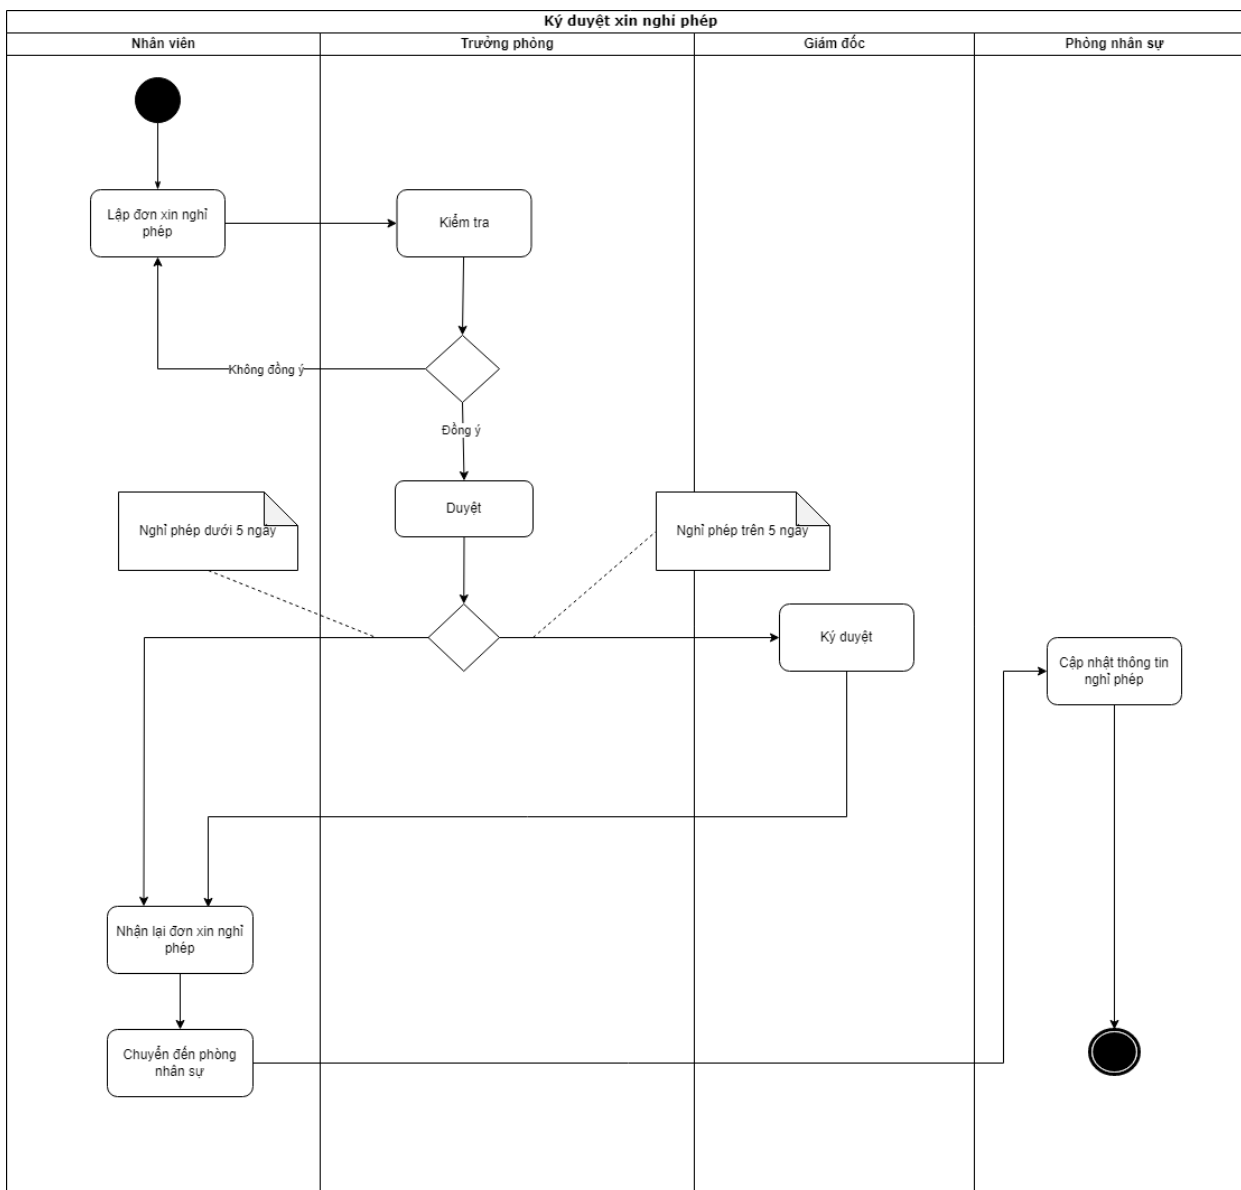 Ký duyệt xin nghỉ phép
Nhân viên
Trưởng phòng
Giám đốc
Phòng nhân sự
Lập đơn xin nghỉ
phép
Kiểm tra
Không đồng ý
Đồng ý
Duyệt
Nghỉ phép dưới 5 ngày
Nghỉ phép trên 5 ngày
Ký duyệt
Cập nhật thông tin
nghỉ phép
Nhận lại đơn xin nghỉ
phép
Chuyển đến phòng
nhân sự